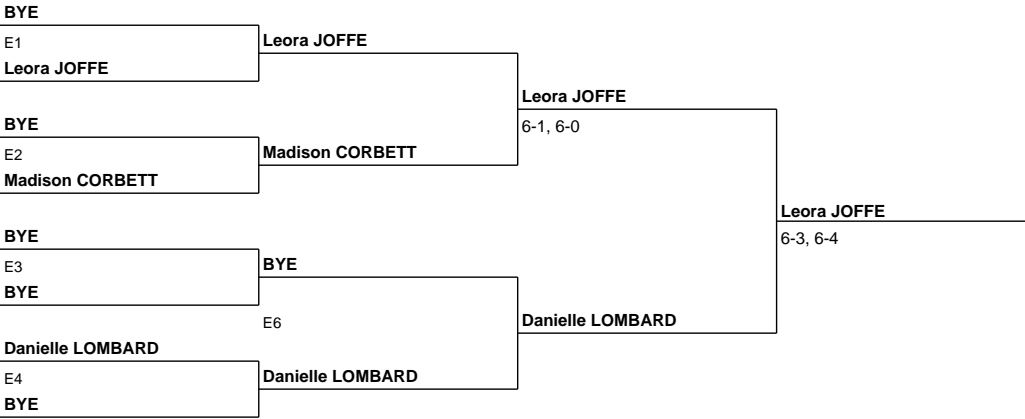 BYE
E1
Leora JOFFE
Leora JOFFE
Leora JOFFE
6-1, 6-0
BYE
E2
Madison CORBETT
Madison CORBETT
Leora JOFFE
6-3, 6-4
BYE
E3
BYE
BYE
E6
Danielle LOMBARD
Danielle LOMBARD
E4
Danielle LOMBARD
BYE